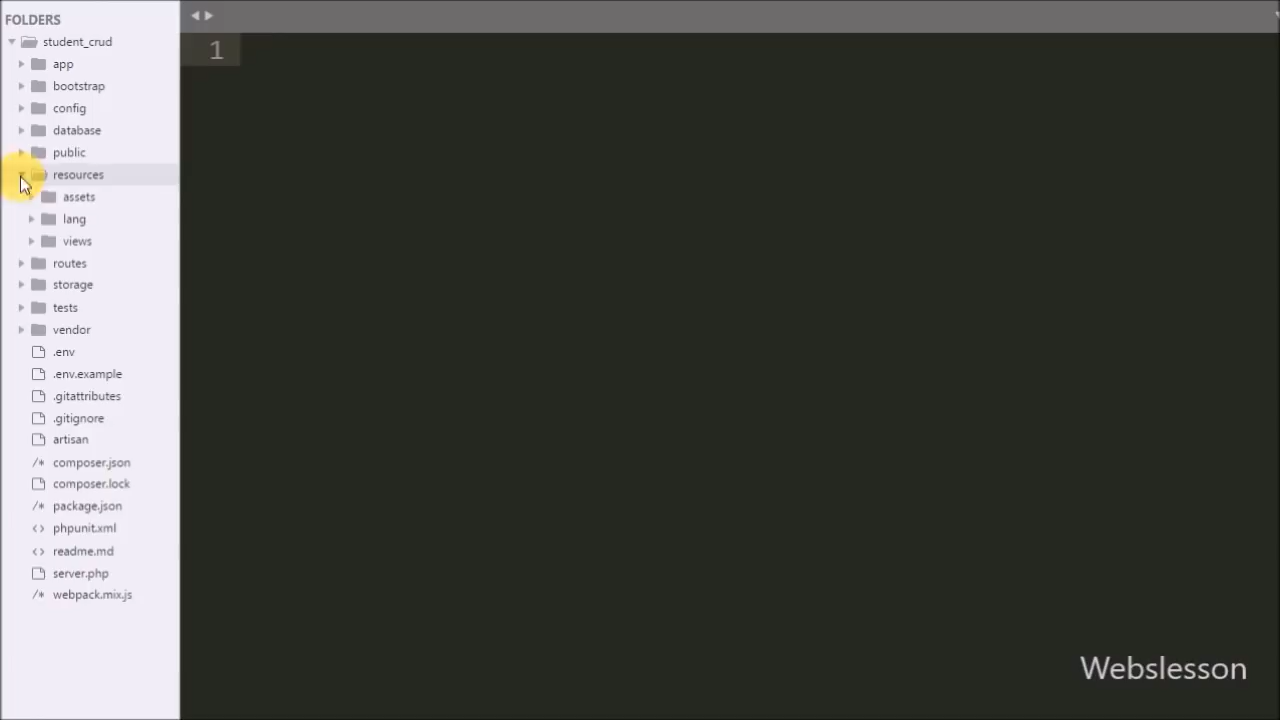 FOLDERS
student_crud
app
bootstrap
config
database
public
resources
assets
lang
views
routes
storage
tests
vendor
.env
.env.example
.gitattributes
.gitignore
artisan
/* composer.json
composer.lock
/* package.json
<> phpunit.xml
<> readme.md
server.php
/* webpack.mix.js
1
Webslesson